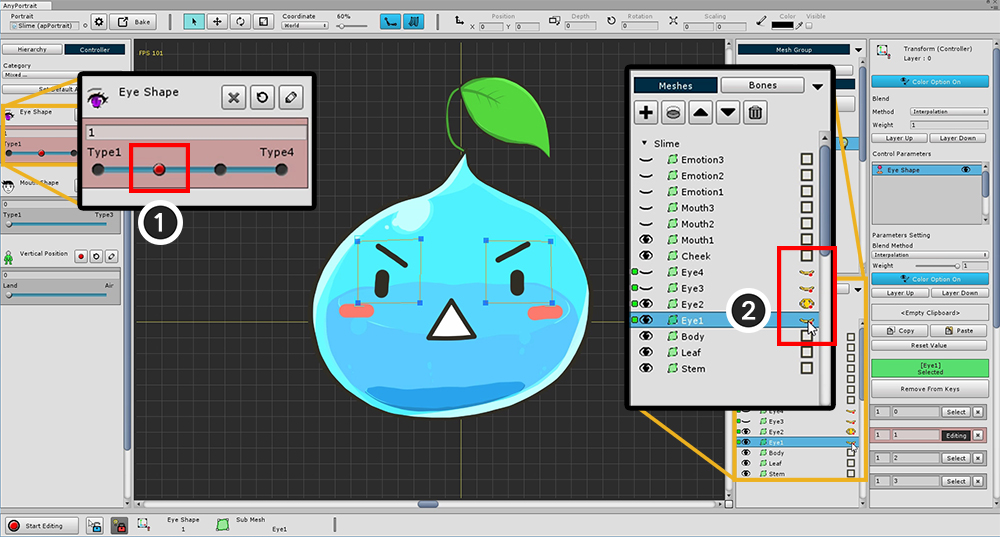 AnyPortrait
Portrait
Slime (apPortrait)
Bake
Coordinate
World
60%
Position
X 0 Y 0
Depth
0
Rotation
0
Scaling
X 0 Y 0
Color
Visible
Hierarchy
Controller
Category
Mixed ...
Eye Shape
1
Type1
Mouth Shape
0
Type1
Type3
Vertical Position
0
Land
Air
FPS 101
Eye Shape
1
Type1
Type4
1
Meshes
Bones
Slime
Emotion3
Emotion2
Emotion1
Mouth3
Mouth2
Mouth1
Cheek
Eye4
Eye3
Eye2
Eye1
Body
Leaf
Stem
2
Mesh Group
Eye4
Eye3
Eye2
Eye1
Body
Leaf
Stem
Transform (Controller)
Layer : 0
Color Option On
Blend
Method
Interpolation
Weight
1
Layer Up
Layer Down
Control Parameters
Eye Shape
Parameters Setting
Blend Method
Interpolation
Weight
1
Color Option On
Layer Up
Layer Down
<Empty Clipboard>
Copy
Paste
Reset Value
[Eye1]
Selected
Remove From Keys
1 0 Select
1 1 Editing
1 2 Select
1 3 Select
Start Editing
Eye Shape
1
Sub Mesh
Eye1